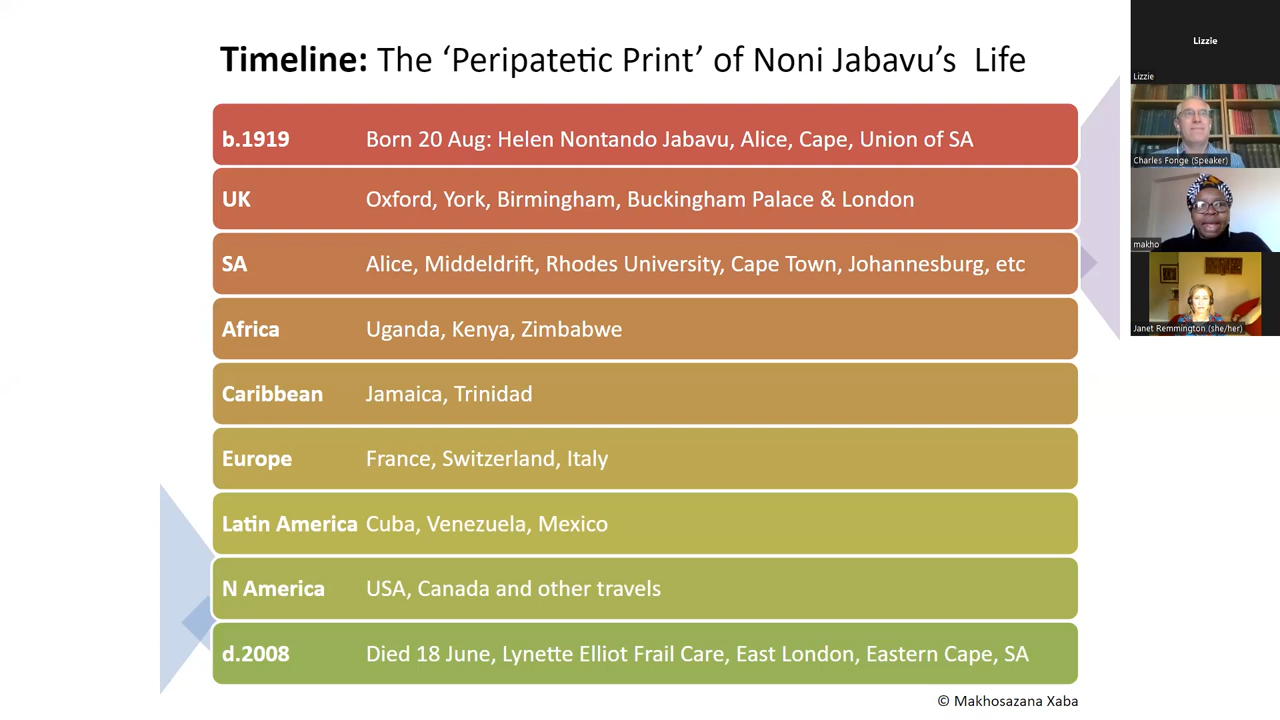 Timeline: The ‘Peripatetic Print’ of Noni Jabavu’s Life
b.1919 Born 20 Aug: Helen Nontando Jabavu, Alice, Cape, Union of SA
UK Oxford, York, Birmingham, Buckingham Palace & London
SA Alice, Middeldrift, Rhodes University, Cape Town, Johannesburg, etc
Africa Uganda, Kenya, Zimbabwe
Caribbean Jamaica, Trinidad
Europe France, Switzerland, Italy
Latin America Cuba, Venezuela, Mexico
N America USA, Canada and other travels
d.2008 Died 18 June, Lynette Elliot Frail Care, East London, Eastern Cape, SA
© Makhosazana Xaba
Lizzie
Lizzie
Charles Fonge (Speaker)
makho
Janet Remmington (she/her)